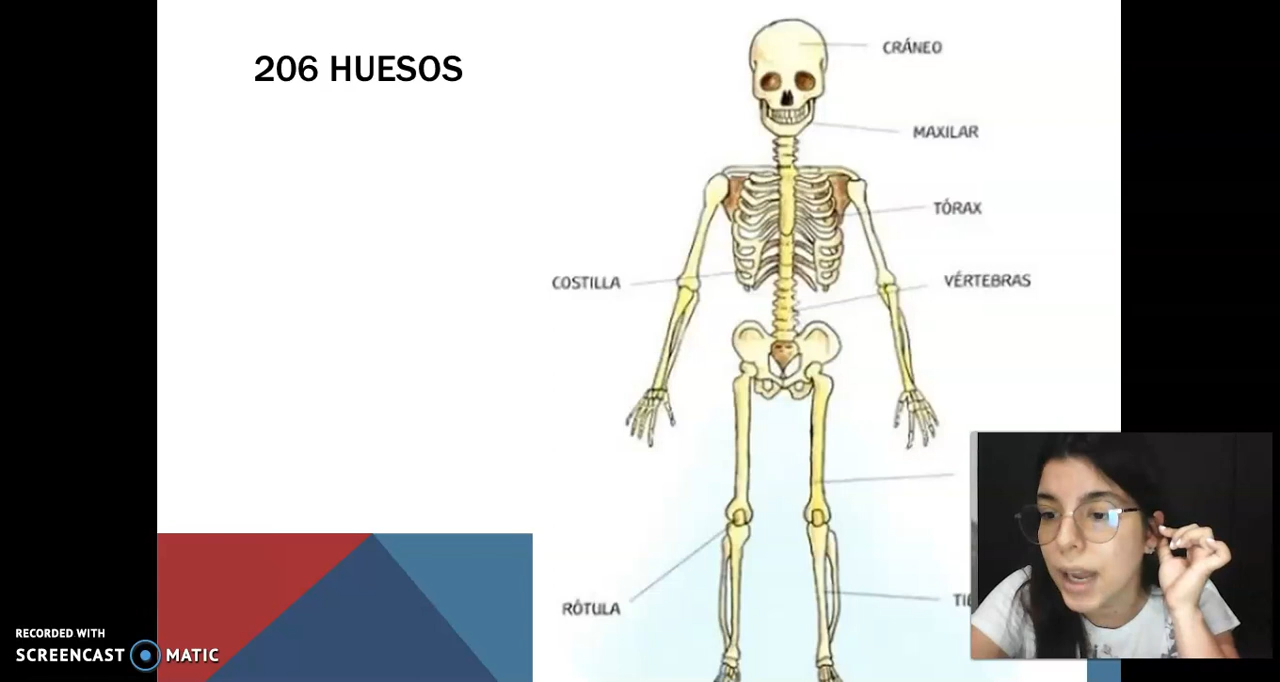 206 HUESOS
CRÁNEO
MAXILAR
TÓRAX
COSTILLA
VÉRTEBRAS
RÓTULA
RECORDED WITH
SCREENCAST MATIC